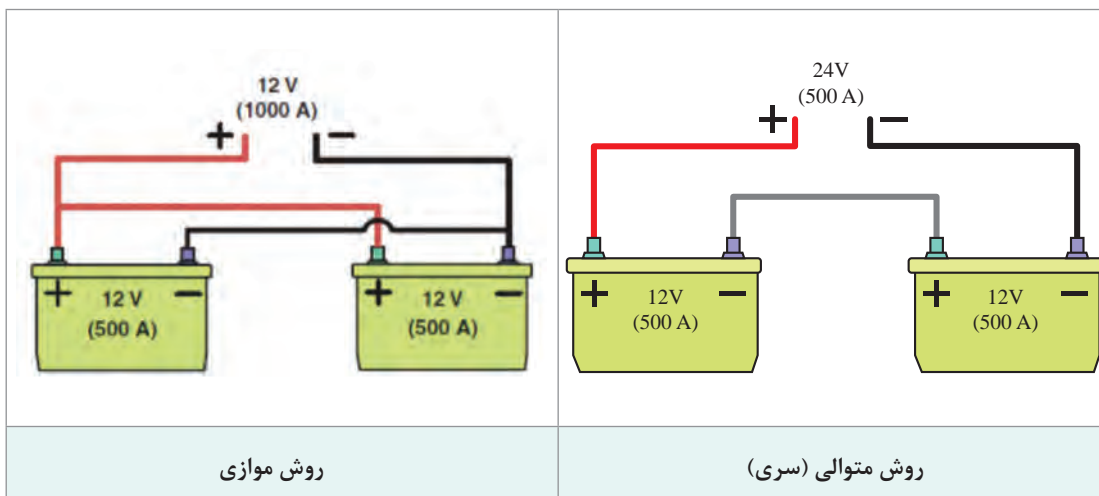 12 V
(1000 A)
+ −
+ 12 V −
(500 A)
+ 12 V −
(500 A)
روش موازی
24V
(500 A)
+ −
+ 12V −
(500 A)
+ 12V −
(500 A)
روش متوالی (سری)